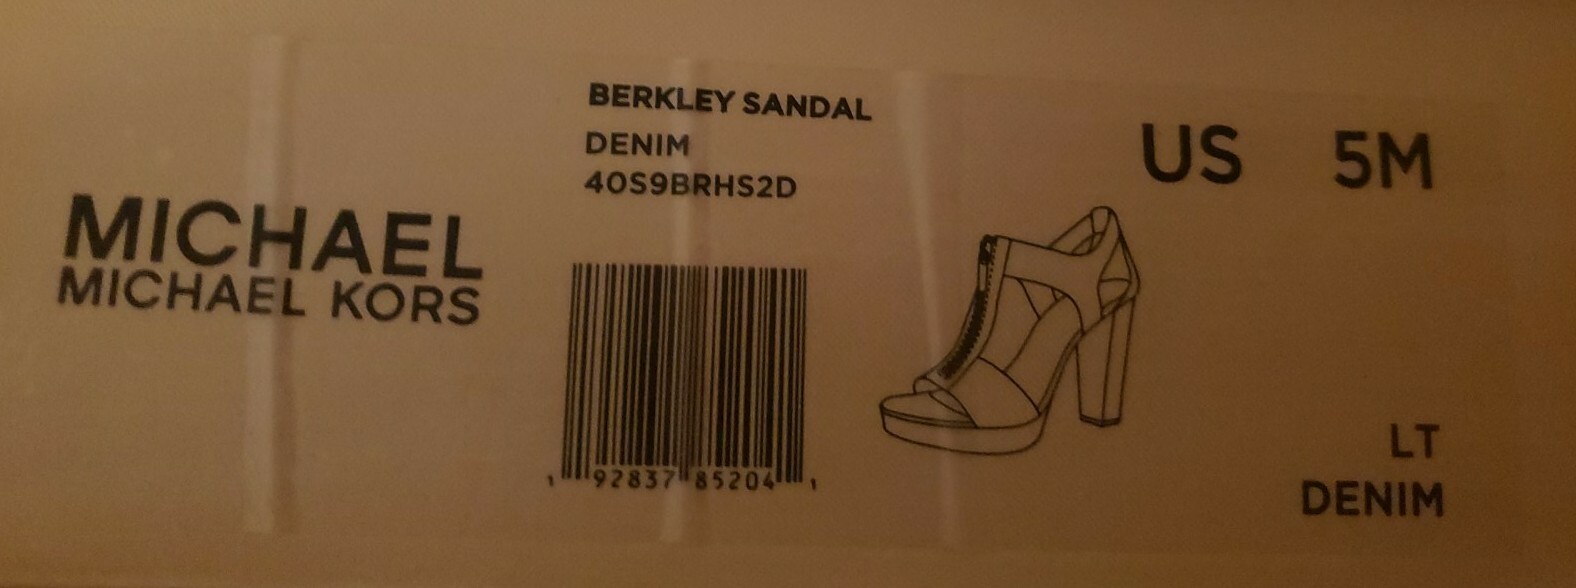 MICHAEL
MICHAEL KORS
BERKLEY SANDAL
DENIM
40S9BRHS2D
1 92837 85204 1
US 5M
LT
DENIM